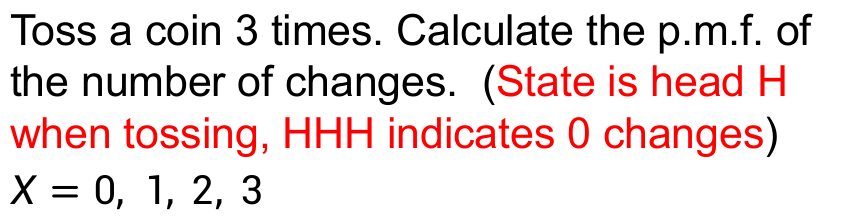 Toss a coin 3 times. Calculate the p.m.f. of
the number of changes. (State is head H
when tossing, HHH indicates 0 changes)
X = 0, 1, 2, 3